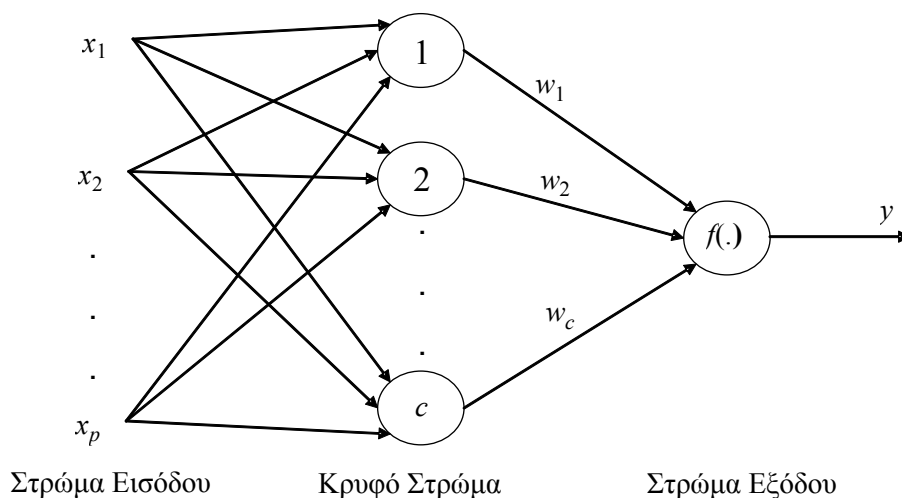 x1
1
w1
x2
2
w2
f(.)
y
wc
xp
c
Στρώμα Εισόδου
Κρυφό Στρώμα
Στρώμα Εξόδου